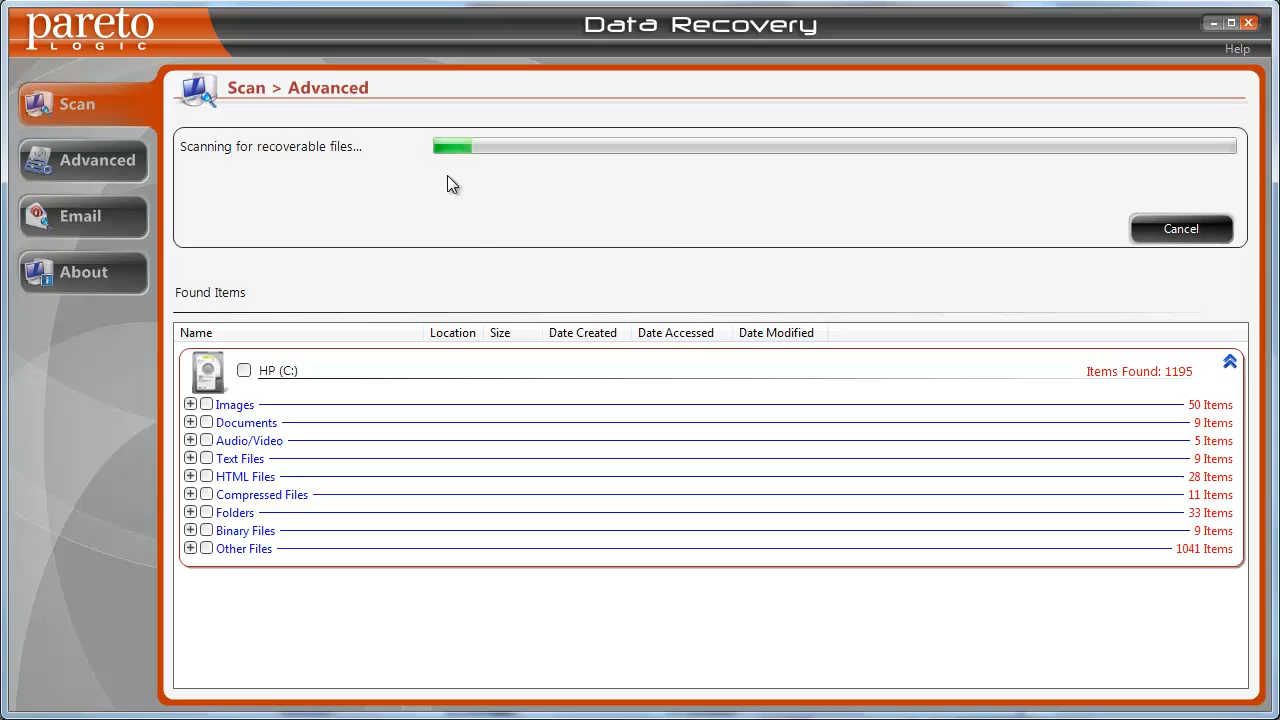 pareto
LOGIC
Data Recovery
Help
Scan
Advanced
Email
About
Scan > Advanced
Scanning for recoverable files...
Cancel
Found Items
Name Location Size Date Created Date Accessed Date Modified
HP (C:) Items Found: 1195
Images 50 Items
Documents 9 Items
Audio/Video 5 Items
Text Files 9 Items
HTML Files 28 Items
Compressed Files 11 Items
Folders 33 Items
Binary Files 9 Items
Other Files 1041 Items